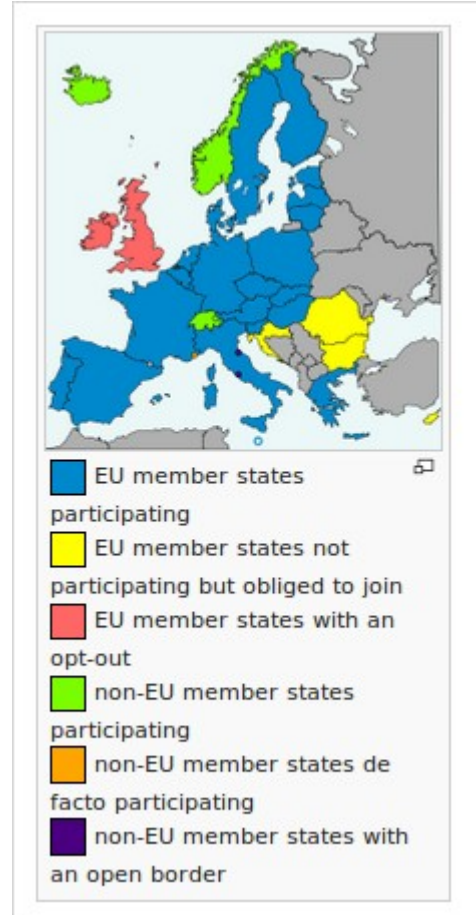 EU member states
participating
EU member states not
participating but obliged to join
EU member states with an
opt-out
non-EU member states
participating
non-EU member states de
facto participating
non-EU member states with
an open border